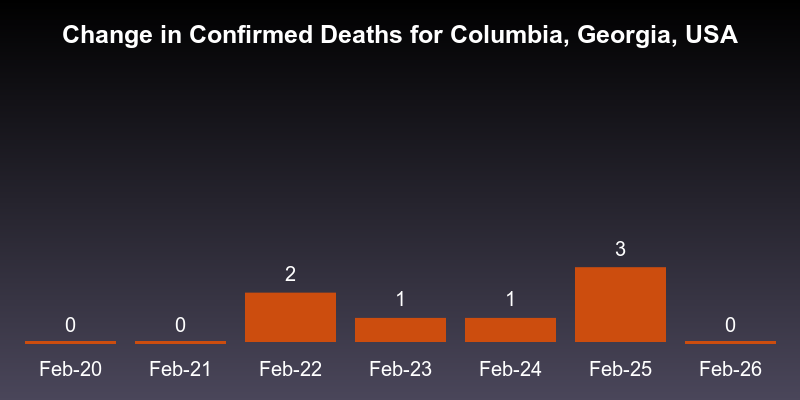 Change in Confirmed Deaths for Columbia, Georgia, USA
3
2
1 1
0 0 0
Feb-20 Feb-21 Feb-22 Feb-23 Feb-24 Feb-25 Feb-26